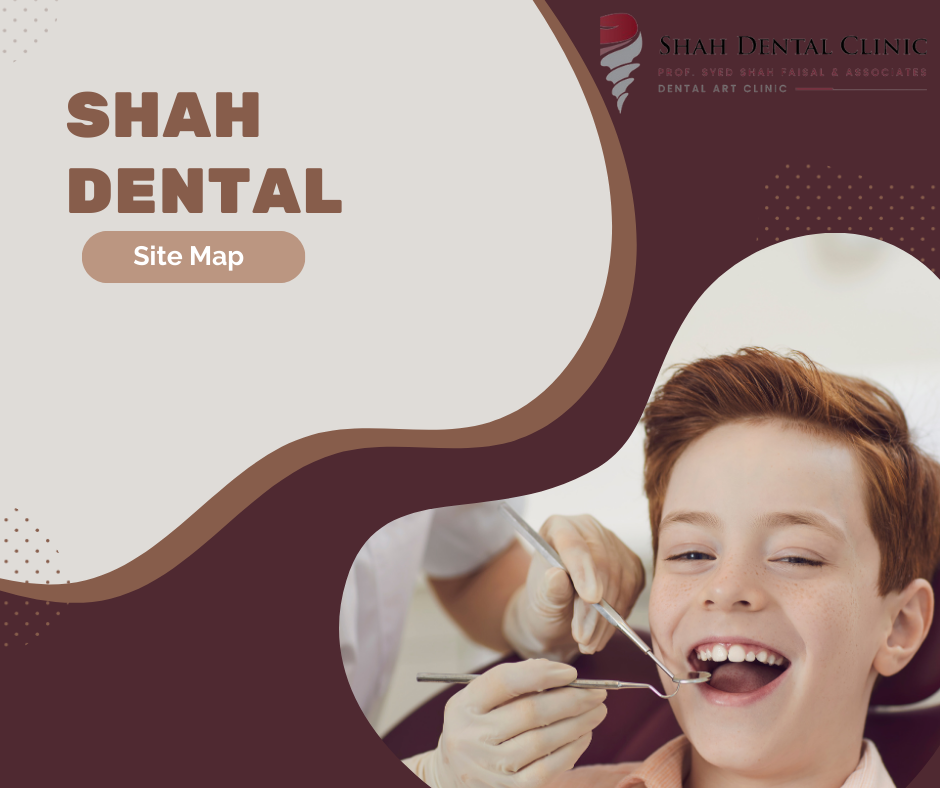 SHAH
DENTAL
Site Map
SHAH DENTAL CLINIC
PROF. SYED SHAH FAISAL & ASSOCIATES
DENTAL ART CLINIC